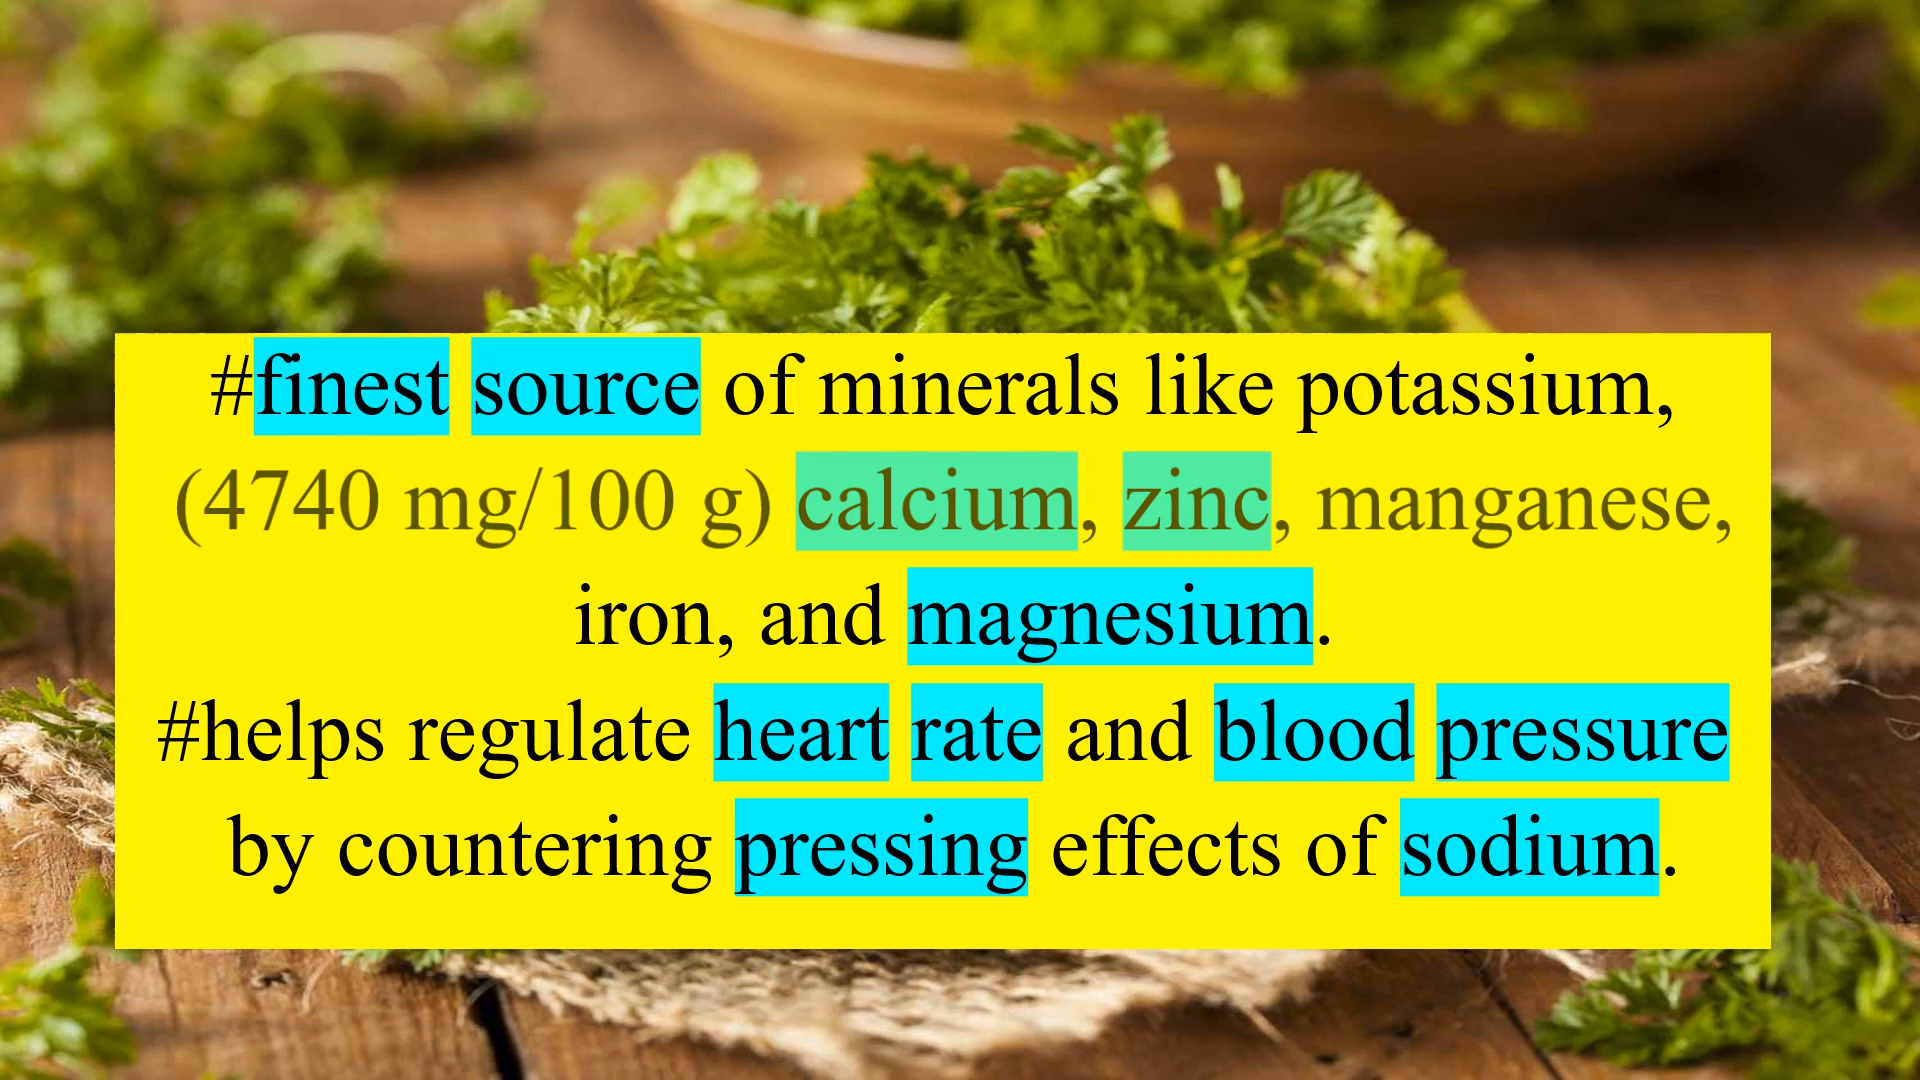 #finest source of minerals like potassium,
(4740 mg/100 g) calcium, zinc, manganese,
iron, and magnesium.
#helps regulate heart rate and blood pressure
by countering pressing effects of sodium.